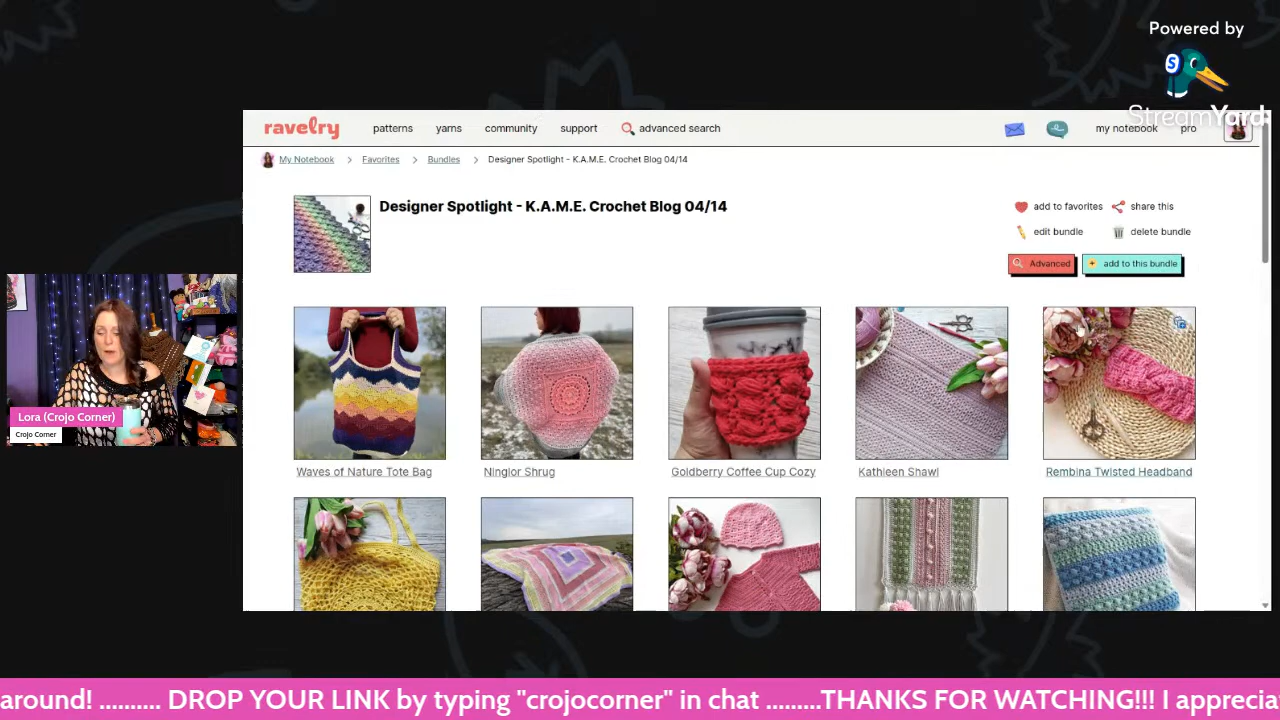 Powered by
S
StreamYard
ravelry
patterns
yarns
community
support
advanced search
my notebook
pro
My Notebook > Favorites > Bundles > Designer Spotlight - K.A.M.E. Crochet Blog 04/14
Designer Spotlight - K.A.M.E. Crochet Blog 04/14
add to favorites
share this
edit bundle
delete bundle
Advanced
add to this bundle
Waves of Nature Tote Bag
Ninglor Shrug
Goldberry Coffee Cup Cozy
Kathleen Shawl
Rembina Twisted Headband
Lora (Crojo Corner)
Crojo Corner
around! .......... DROP YOUR LINK by typing "crojocorner" in chat .........THANKS FOR WATCHING!!! I apprecia